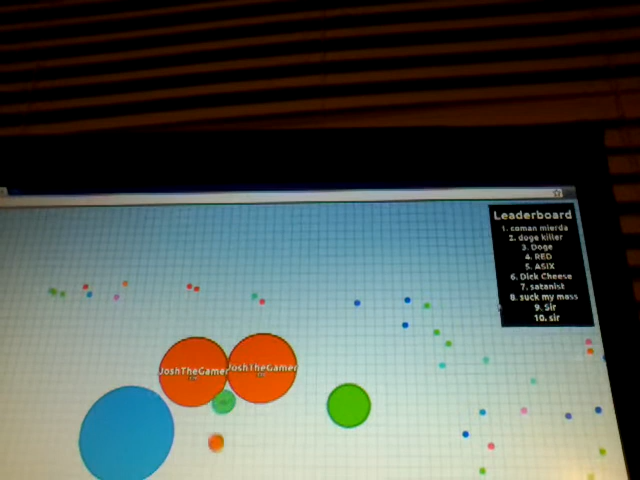 Leaderboard
1. coman mierda
2. doge killer
3. Doge
4. RED
5. ASIX
6. Dick Cheese
7. satanist
8. suck my mass
9. Sir
10. sir
JoshTheGamer
JoshTheGamer